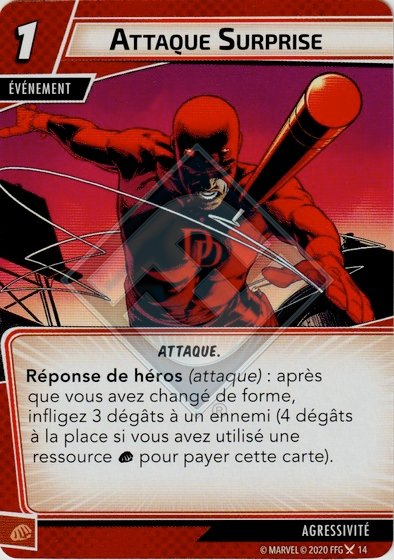 1
ATTAQUE SURPRISE
ÉVÉNEMENT
DD
ATTAQUE.
Réponse de héros (attaque) : après
que vous avez changé de forme,
infligez 3 dégâts à un ennemi (4 dégâts
à la place si vous avez utilisé une
ressource pour payer cette carte).
®
AGRESSIVITÉ
© MARVEL © 2020 FFG 14